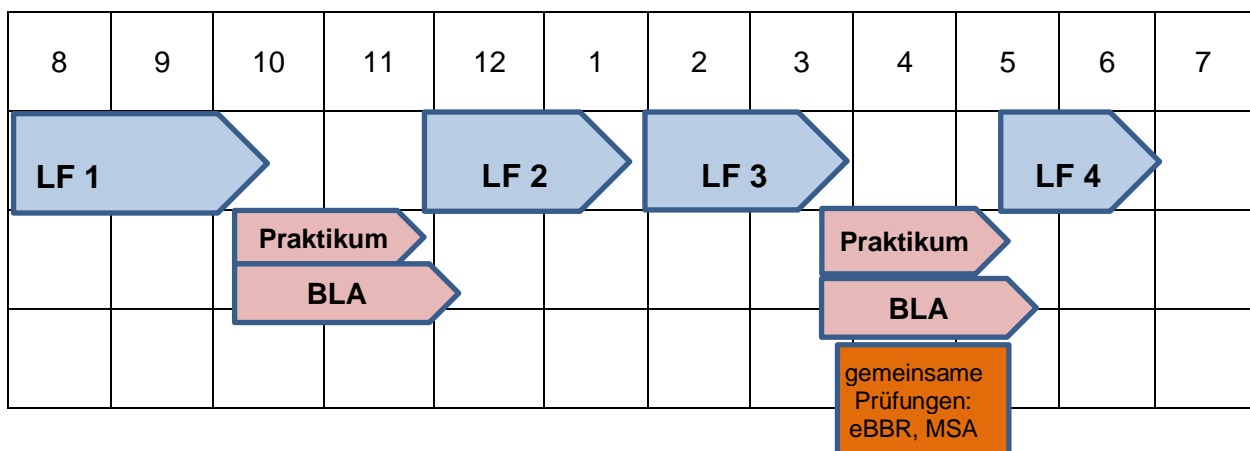 8 9 10 11 12 1 2 3 4 5 6 7
LF 1 LF 2 LF 3 LF 4
Praktikum Praktikum
BLA BLA
gemeinsame
Prüfungen:
eBBR, MSA